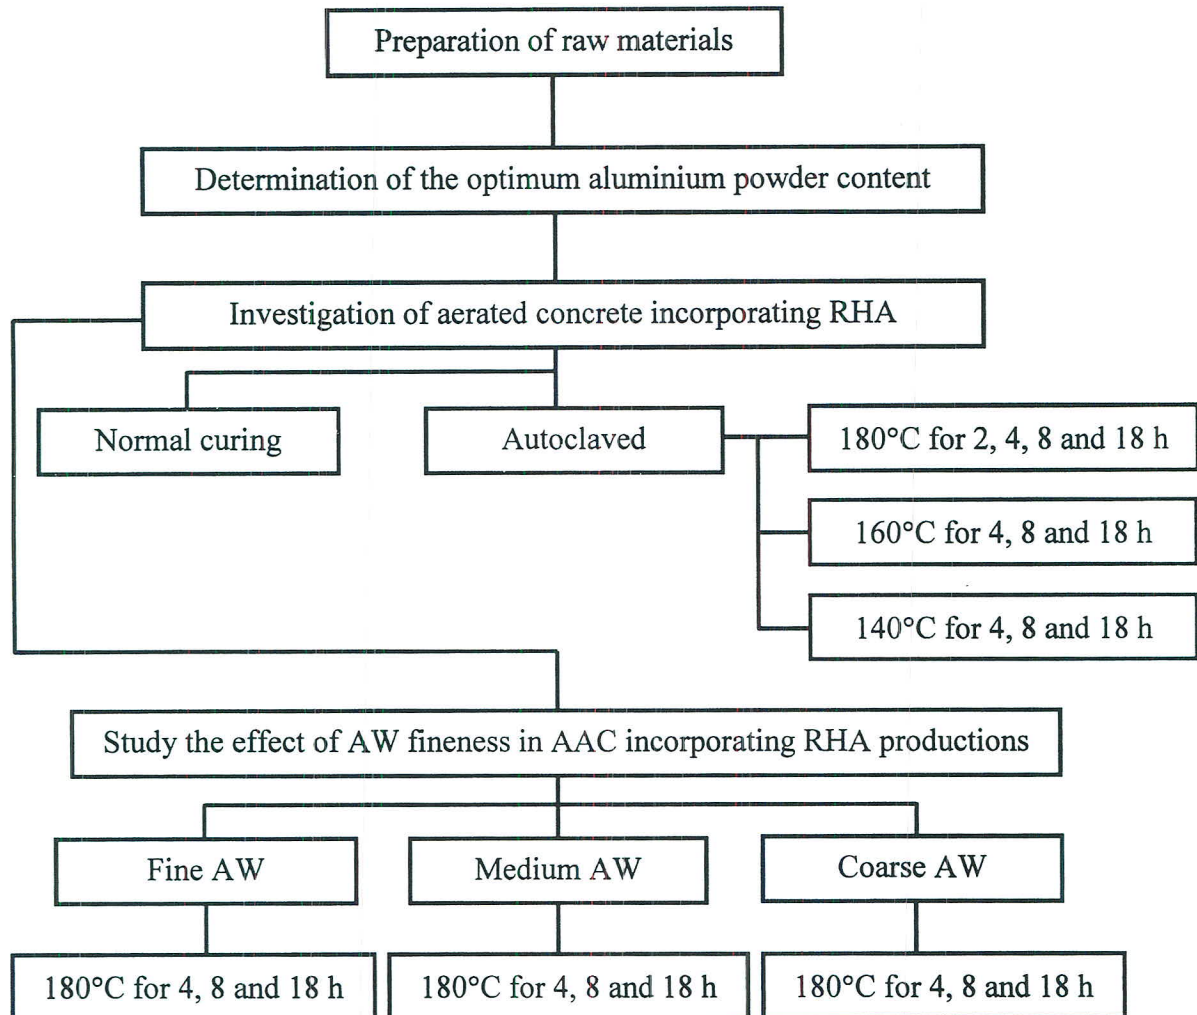 Preparation of raw materials
Determination of the optimum aluminium powder content
Investigation of aerated concrete incorporating RHA
Normal curing
Autoclaved
180°C for 2, 4, 8 and 18 h
160°C for 4, 8 and 18 h
140°C for 4, 8 and 18 h
Study the effect of AW fineness in AAC incorporating RHA productions
Fine AW
Medium AW
Coarse AW
180°C for 4, 8 and 18 h
180°C for 4, 8 and 18 h
180°C for 4, 8 and 18 h